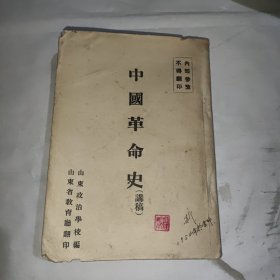 內部參攷
不得翻印
中國革命史(講稿)
山東政治學校編
山東省教育廳翻印